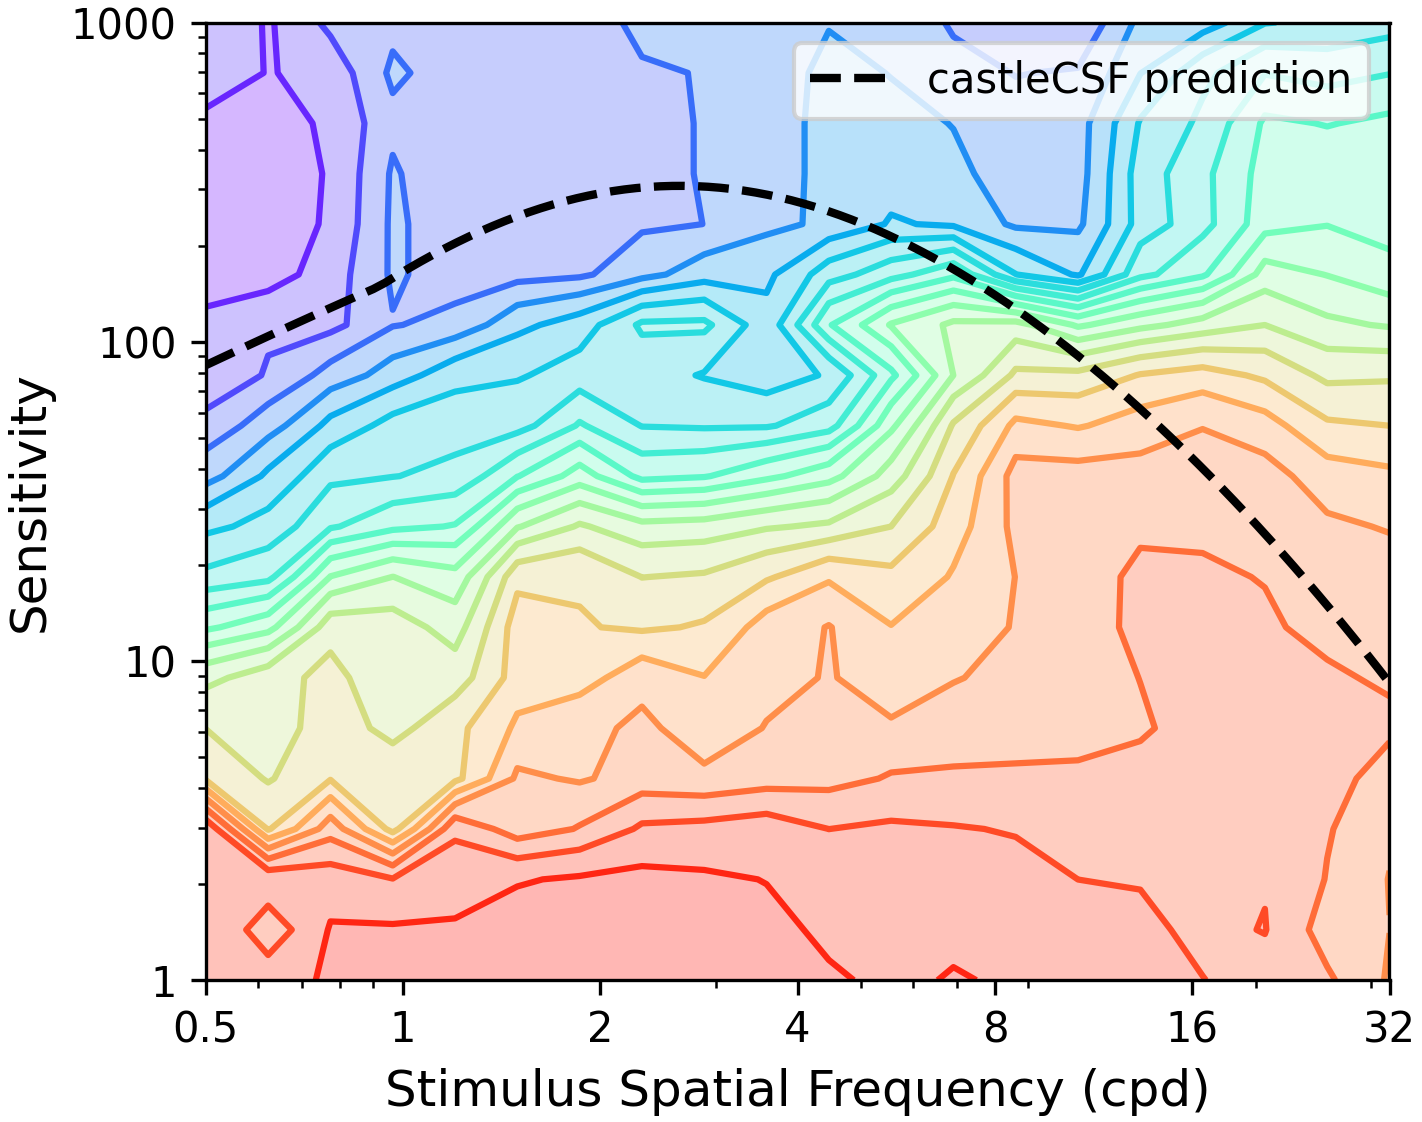 1000
100
10
1
Sensitivity
castleCSF prediction
0.5 1 2 4 8 16 32
Stimulus Spatial Frequency (cpd)